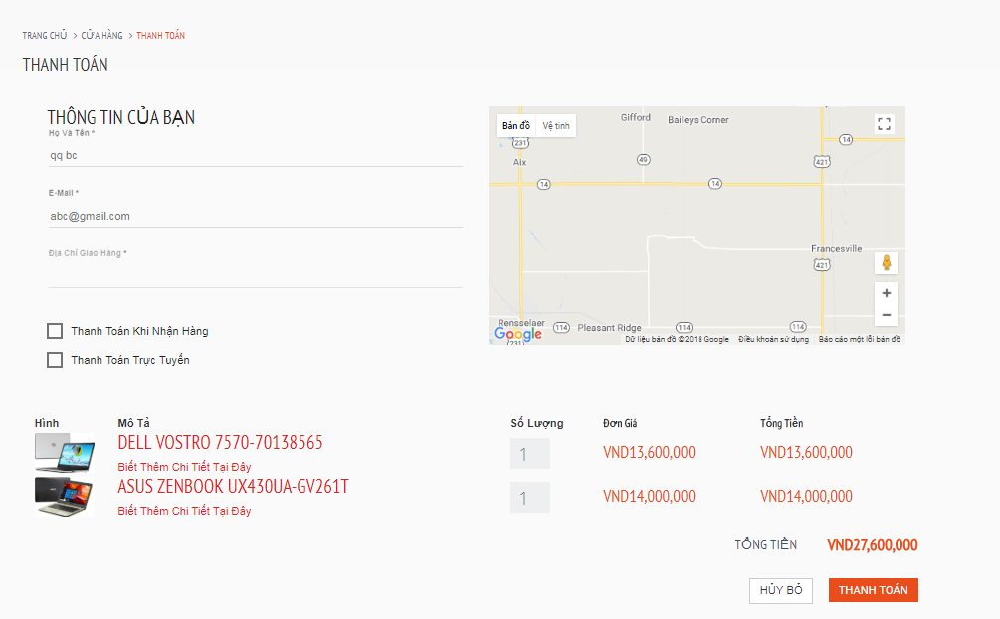 TRANG CHỦ > CỬA HÀNG > THANH TOÁN
THANH TOÁN
THÔNG TIN CỦA BẠN
Họ Và Tên *
qq bc
E-Mail *
abc@gmail.com
Địa Chỉ Giao Hàng *
Thanh Toán Khi Nhận Hàng
Thanh Toán Trực Tuyến
Bản đồ Vệ tinh
Gifford
Baileys Corner
14
231
Aix
49
421
14
14
Francesville
421
Rensselaer
114
Pleasant Ridge
114
114
Google
231
Dữ liệu bản đồ ©2018 Google Điều khoản sử dụng Báo cáo một lỗi bản đồ
Hình Mô Tả Số Lượng Đơn Giá Tổng Tiền
DELL VOSTRO 7570-70138565
1 VND13,600,000 VND13,600,000
Biết Thêm Chi Tiết Tại Đây
ASUS ZENBOOK UX430UA-GV261T
1 VND14,000,000 VND14,000,000
Biết Thêm Chi Tiết Tại Đây
TỔNG TIỀN VND27,600,000
HỦY BỎ THANH TOÁN